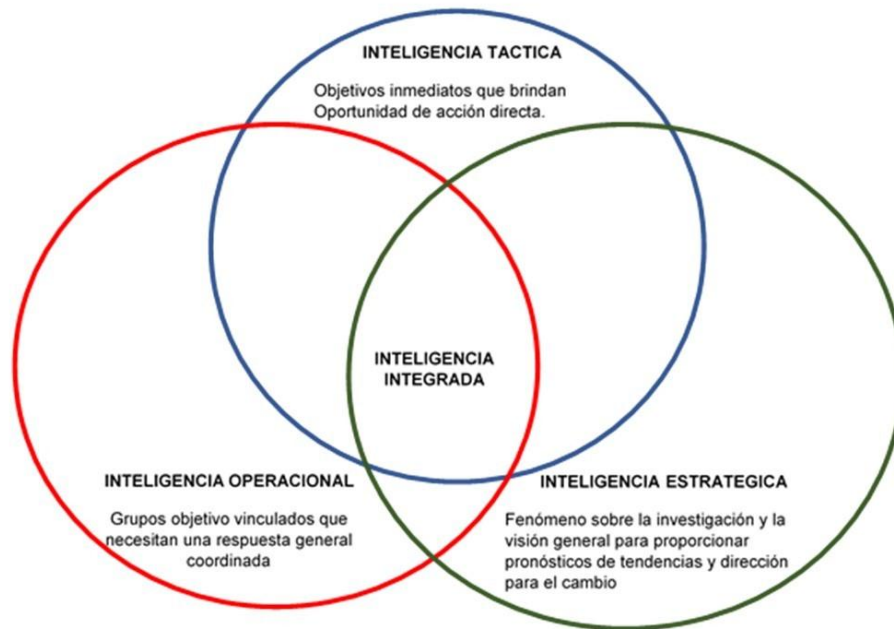 INTELIGENCIA TACTICA
Objetivos inmediatos que brindan
Oportunidad de acción directa.
INTELIGENCIA
INTEGRADA
INTELIGENCIA OPERACIONAL
Grupos objetivo vinculados que
necesitan una respuesta general
coordinada
INTELIGENCIA ESTRATEGICA
Fenómeno sobre la investigación y la
visión general para proporcionar
pronósticos de tendencias y dirección
para el cambio